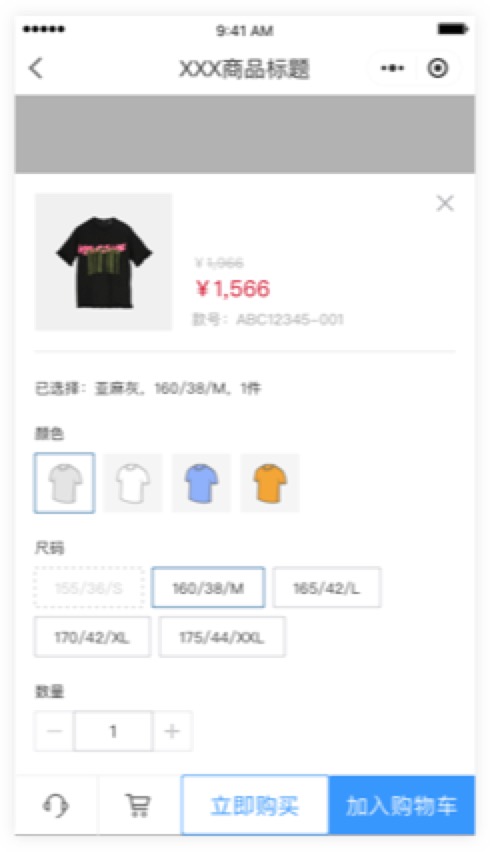 9:41 AM
XXX商品标题
￥1,966
￥1,566
款号：ABC12345-001
已选择：亚麻灰，160/38/M，1件
颜色
尺码
155/36/S 160/38/M 165/42/L
170/42/XL 175/44/XXL
数量
1
立即购买 加入购物车